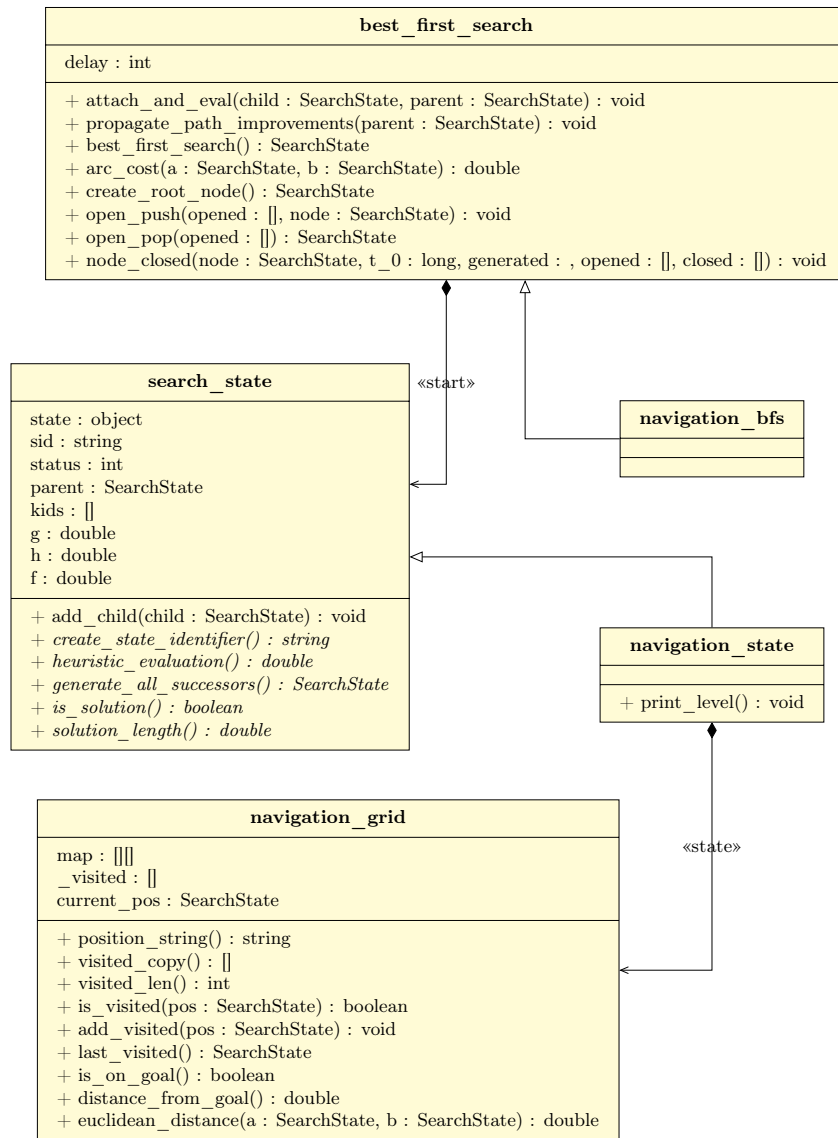 best_first_search
delay : int
+ attach_and_eval(child : SearchState, parent : SearchState) : void
+ propagate_path_improvements(parent : SearchState) : void
+ best_first_search() : SearchState
+ arc_cost(a : SearchState, b : SearchState) : double
+ create_root_node() : SearchState
+ open_push(opened : [], node : SearchState) : void
+ open_pop(opened : []) : SearchState
+ node_closed(node : SearchState, t_0 : long, generated : , opened : [], closed : []) : void
«start»
search_state
state : object
sid : string
status : int
parent : SearchState
kids : []
g : double
h : double
f : double
+ add_child(child : SearchState) : void
+ create_state_identifier() : string
+ heuristic_evaluation() : double
+ generate_all_successors() : SearchState
+ is_solution() : boolean
+ solution_length() : double
navigation_bfs
navigation_state
+ print_level() : void
«state»
navigation_grid
map : [][]
_visited : []
current_pos : SearchState
+ position_string() : string
+ visited_copy() : []
+ visited_len() : int
+ is_visited(pos : SearchState) : boolean
+ add_visited(pos : SearchState) : void
+ last_visited() : SearchState
+ is_on_goal() : boolean
+ distance_from_goal() : double
+ euclidean_distance(a : SearchState, b : SearchState) : double